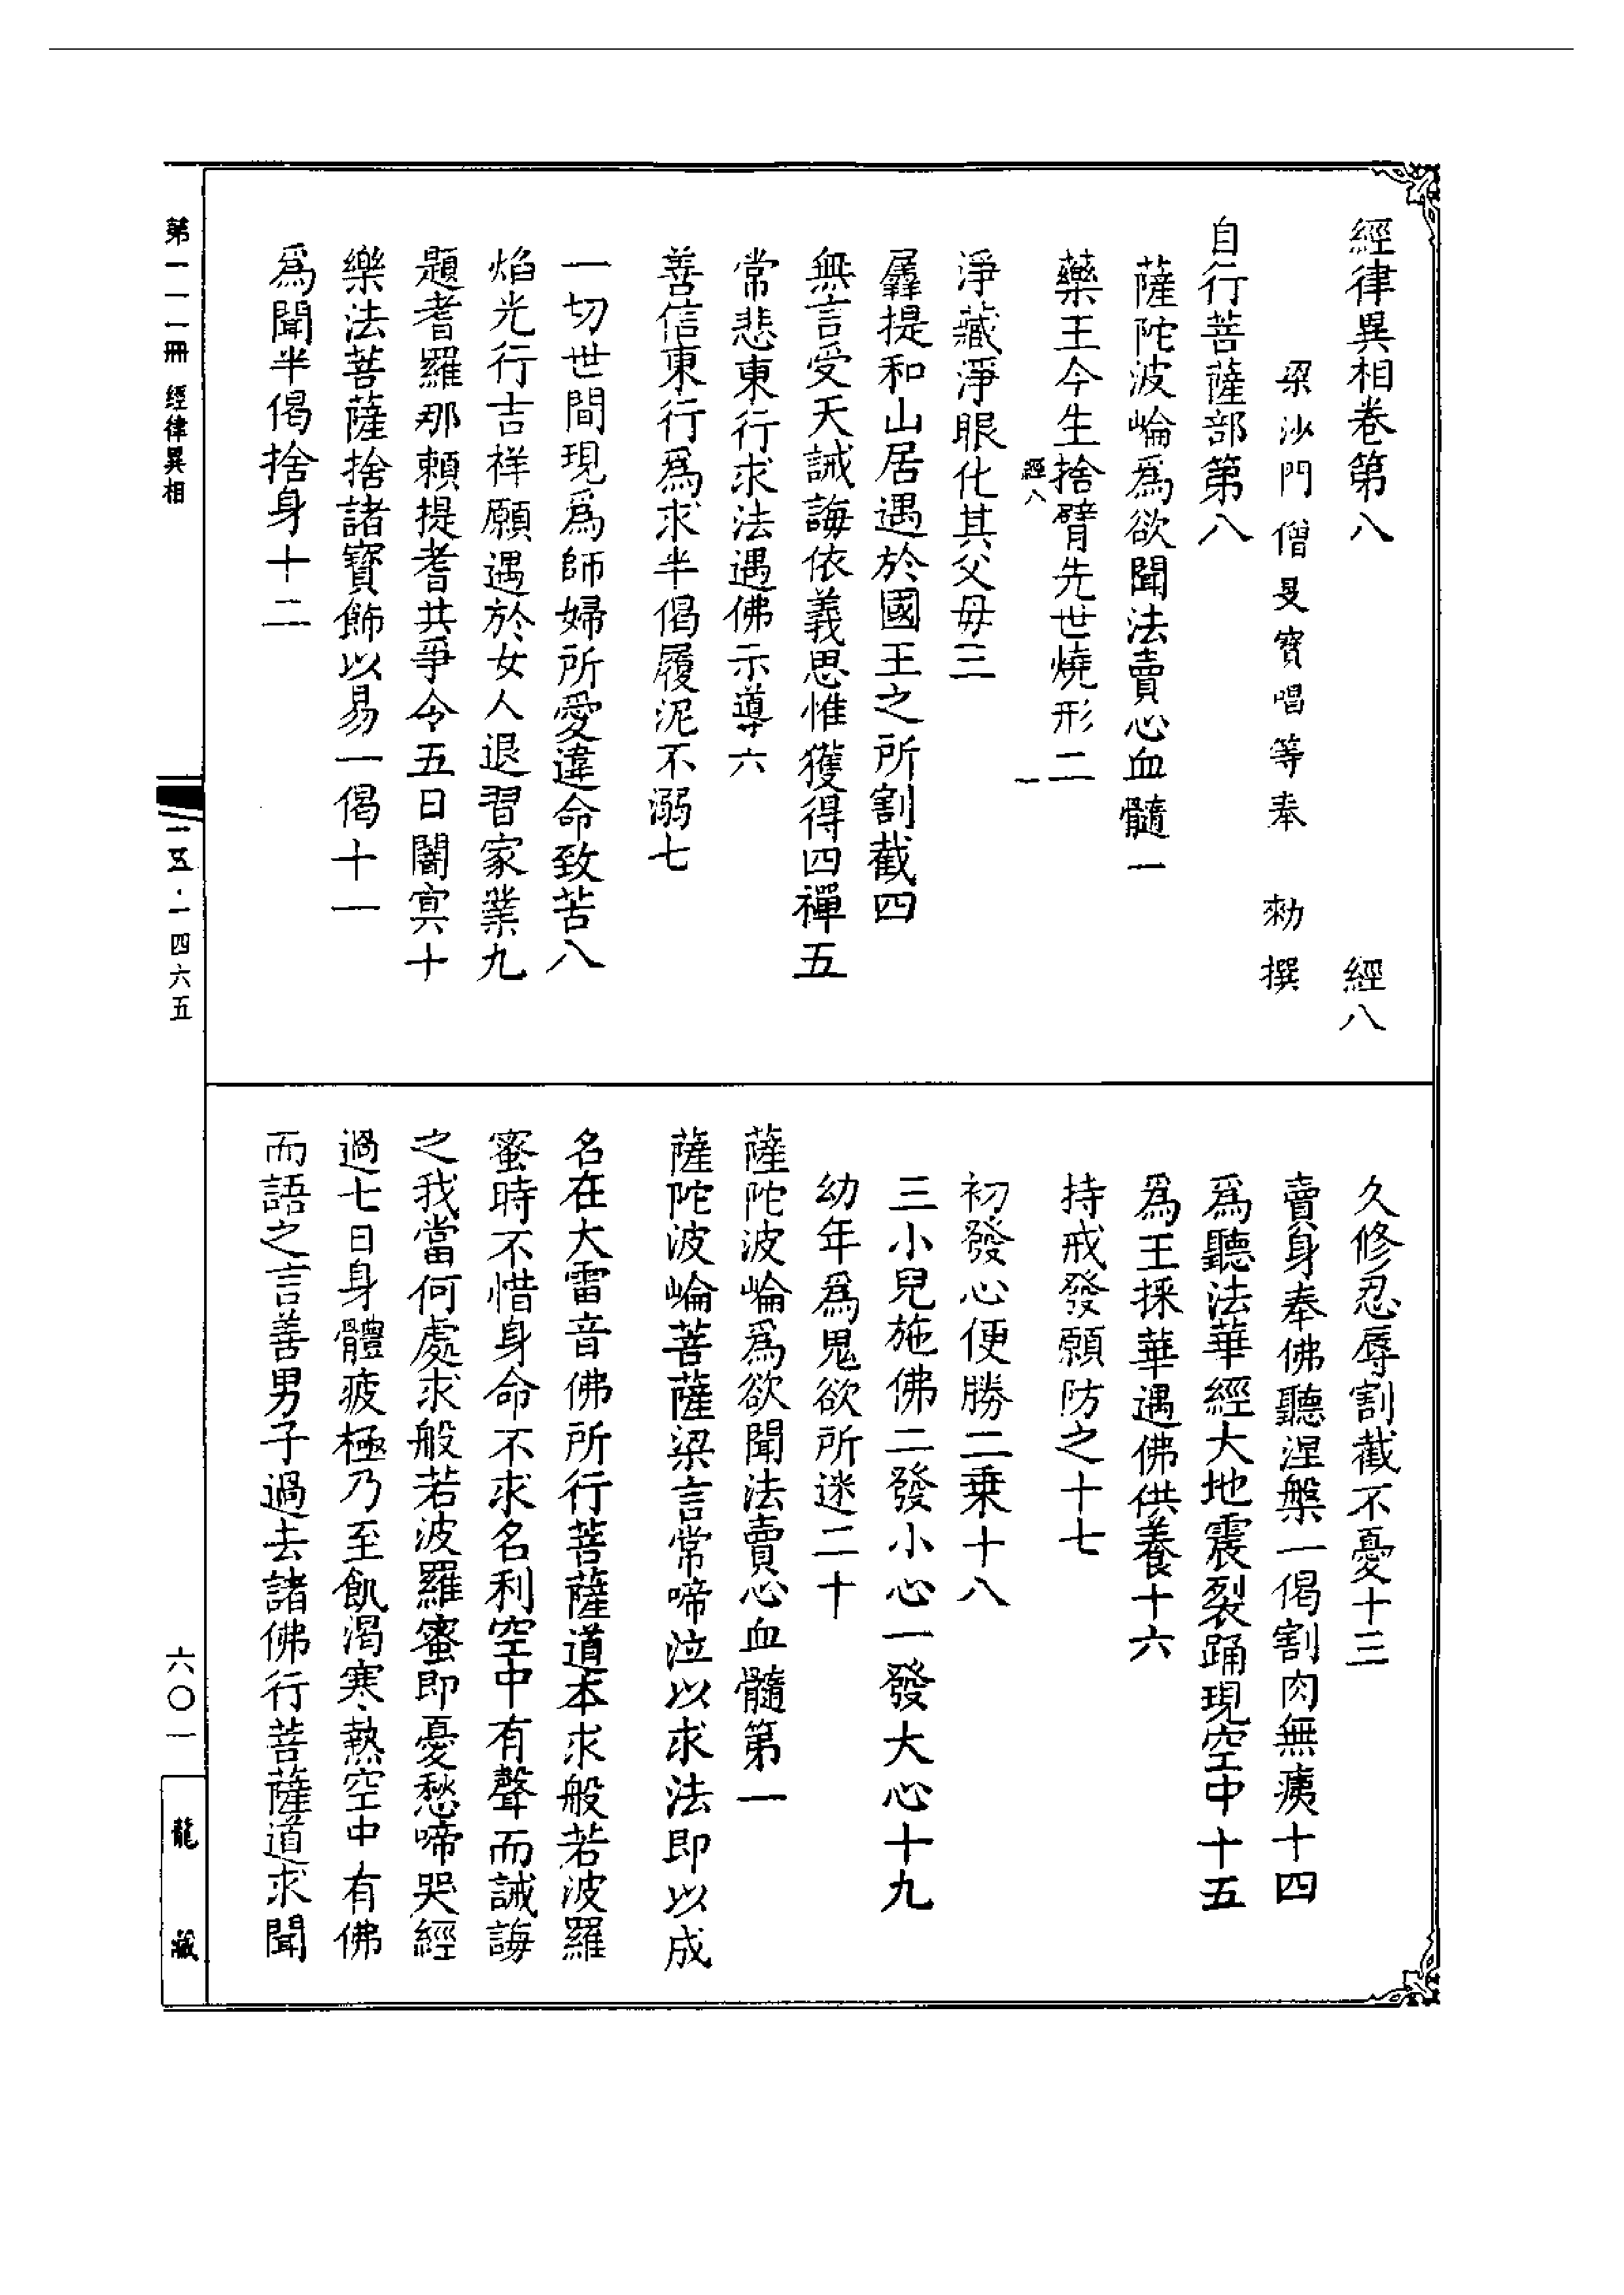 經律異相卷第八　經八
梁沙門僧旻寶唱等奉　勑撰
自行菩薩部第八
薩陀波崘爲欲聞法賣心血髓一
藥王今生捨臂先世燒形二
經八　一
淨藏淨眼化其父母三
羼提和山居遇於國王之所割截四
無言受天誡誨依義思惟獲得四禪五
常悲東行求法遇佛示導六
善信東行爲求半偈履泥不溺七
一切世間現爲師婦所愛違命致苦八
焰光行吉祥願遇於女人退習家業九
題耆羅那賴提耆共爭令五日闇冥十
樂法菩薩捨諸寶飾以易一偈十一
爲聞半偈捨身十二
久修忍辱割截不憂十三
賣身奉佛聽涅槃一偈割肉無痍十四
爲聽法華經大地震裂踊現空中十五
爲王採華遇佛供養十六
持戒發願防之十七
初發心便勝二乘十八
三小兒施佛二發小心一發大心十九
幼年爲鬼欲所迷二十
薩陀波崘爲欲聞法賣心血髓第一
薩陀波崘菩薩梁言常啼泣以求法即以成
名在大雷音佛所行菩薩道本求般若波羅
蜜時不惜身命不求名利空中有聲而誡誨
之我當何處求般若波羅蜜即憂愁啼哭經
過七日身體疲極乃至飢渴寒熱空中有佛
而語之言善男子過去諸佛行菩薩道求聞
第一一一冊　經律異相
一五·一四六五
六〇一
龍藏